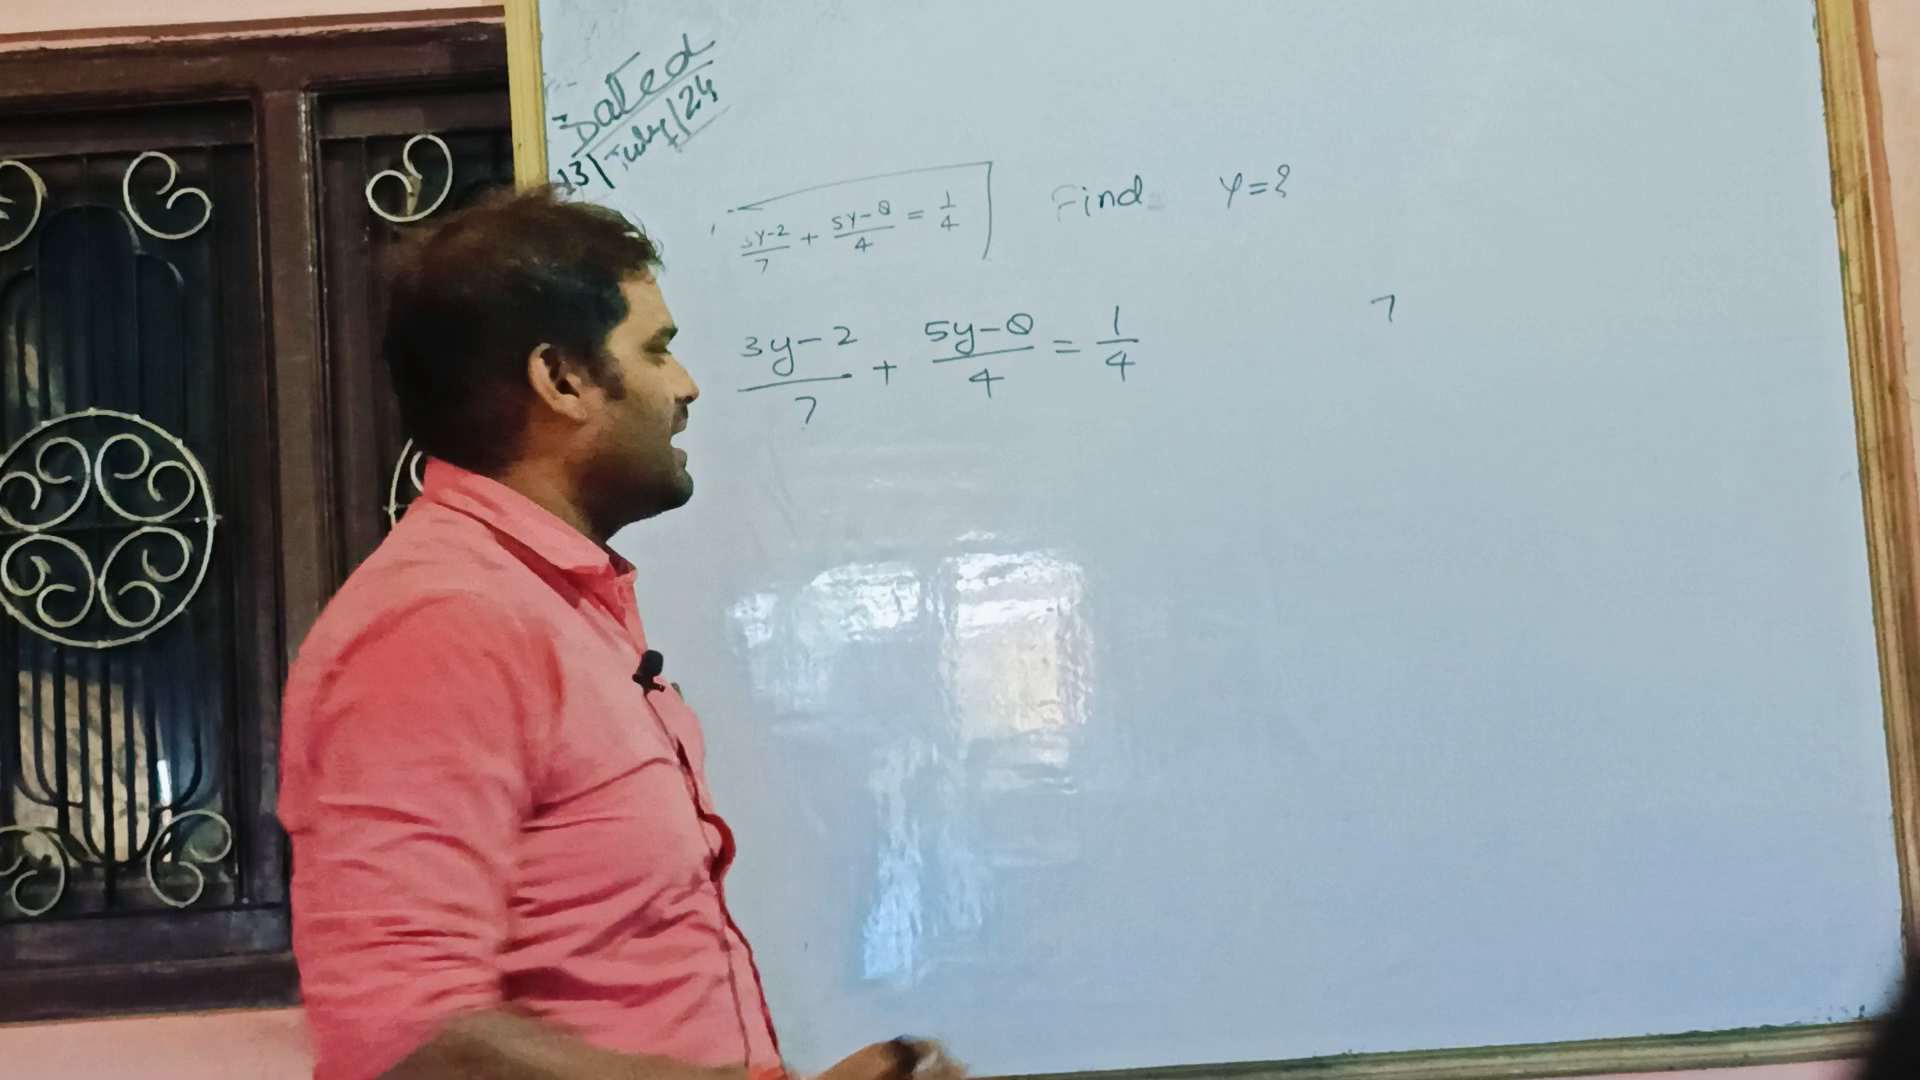 Dated
13/July/24
3y-2/7 + 5y-8/4 = 1/4 Find y=?
3y-2/7 + 5y-8/4 = 1/4
7